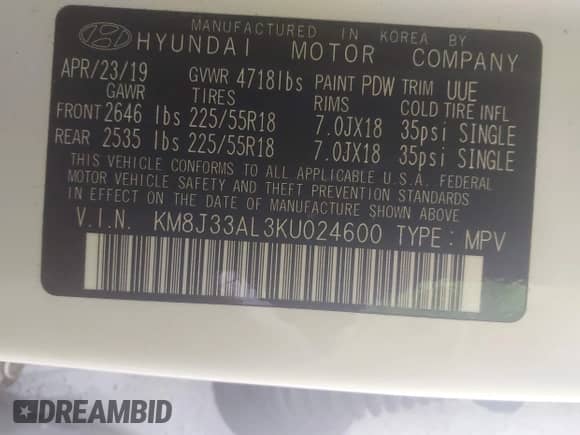 MANUFACTURED IN KOREA BY
HYUNDAI MOTOR COMPANY
APR/23/19 GVWR 4718lbs PAINT PDW TRIM UUE
GAWR TIRES RIMS COLD TIRE INFL
FRONT 2646 lbs 225/55R18 7.0JX18 35psi SINGLE
REAR 2535 lbs 225/55R18 7.0JX18 35psi SINGLE
THIS VEHICLE CONFORMS TO ALL APPLICABLE U.S.A. FEDERAL
MOTOR VEHICLE SAFETY AND THEFT PREVENTION STANDARDS
IN EFFECT ON THE DATE OF MANUFACTURE SHOWN ABOVE
V.I.N. KM8J33AL3KU024600 TYPE: MPV
DREAMBID